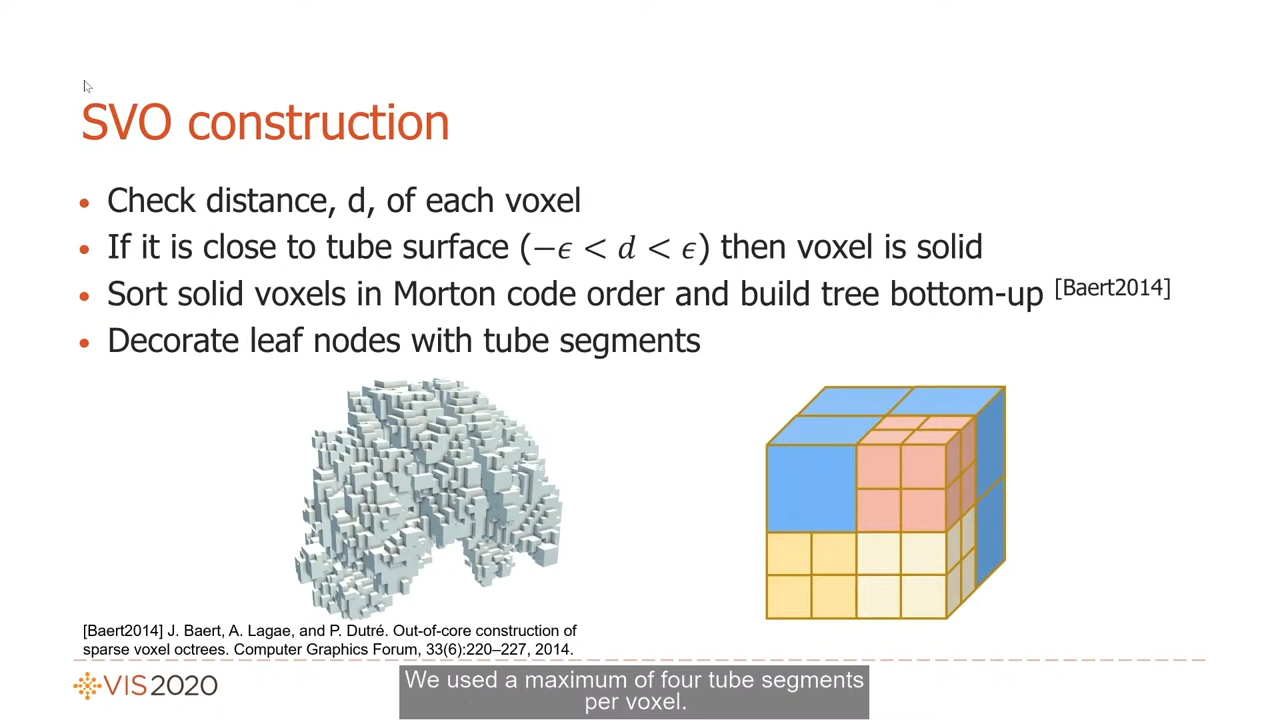 SVO construction
• Check distance, d, of each voxel
• If it is close to tube surface (−𝜖 < 𝑑 < 𝜖) then voxel is solid
• Sort solid voxels in Morton code order and build tree bottom-up [Baert2014]
• Decorate leaf nodes with tube segments
[Baert2014] J. Baert, A. Lagae, and P. Dutré. Out-of-core construction of
sparse voxel octrees. Computer Graphics Forum, 33(6):220–227, 2014.
VIS2020
We used a maximum of four tube segments
per voxel.